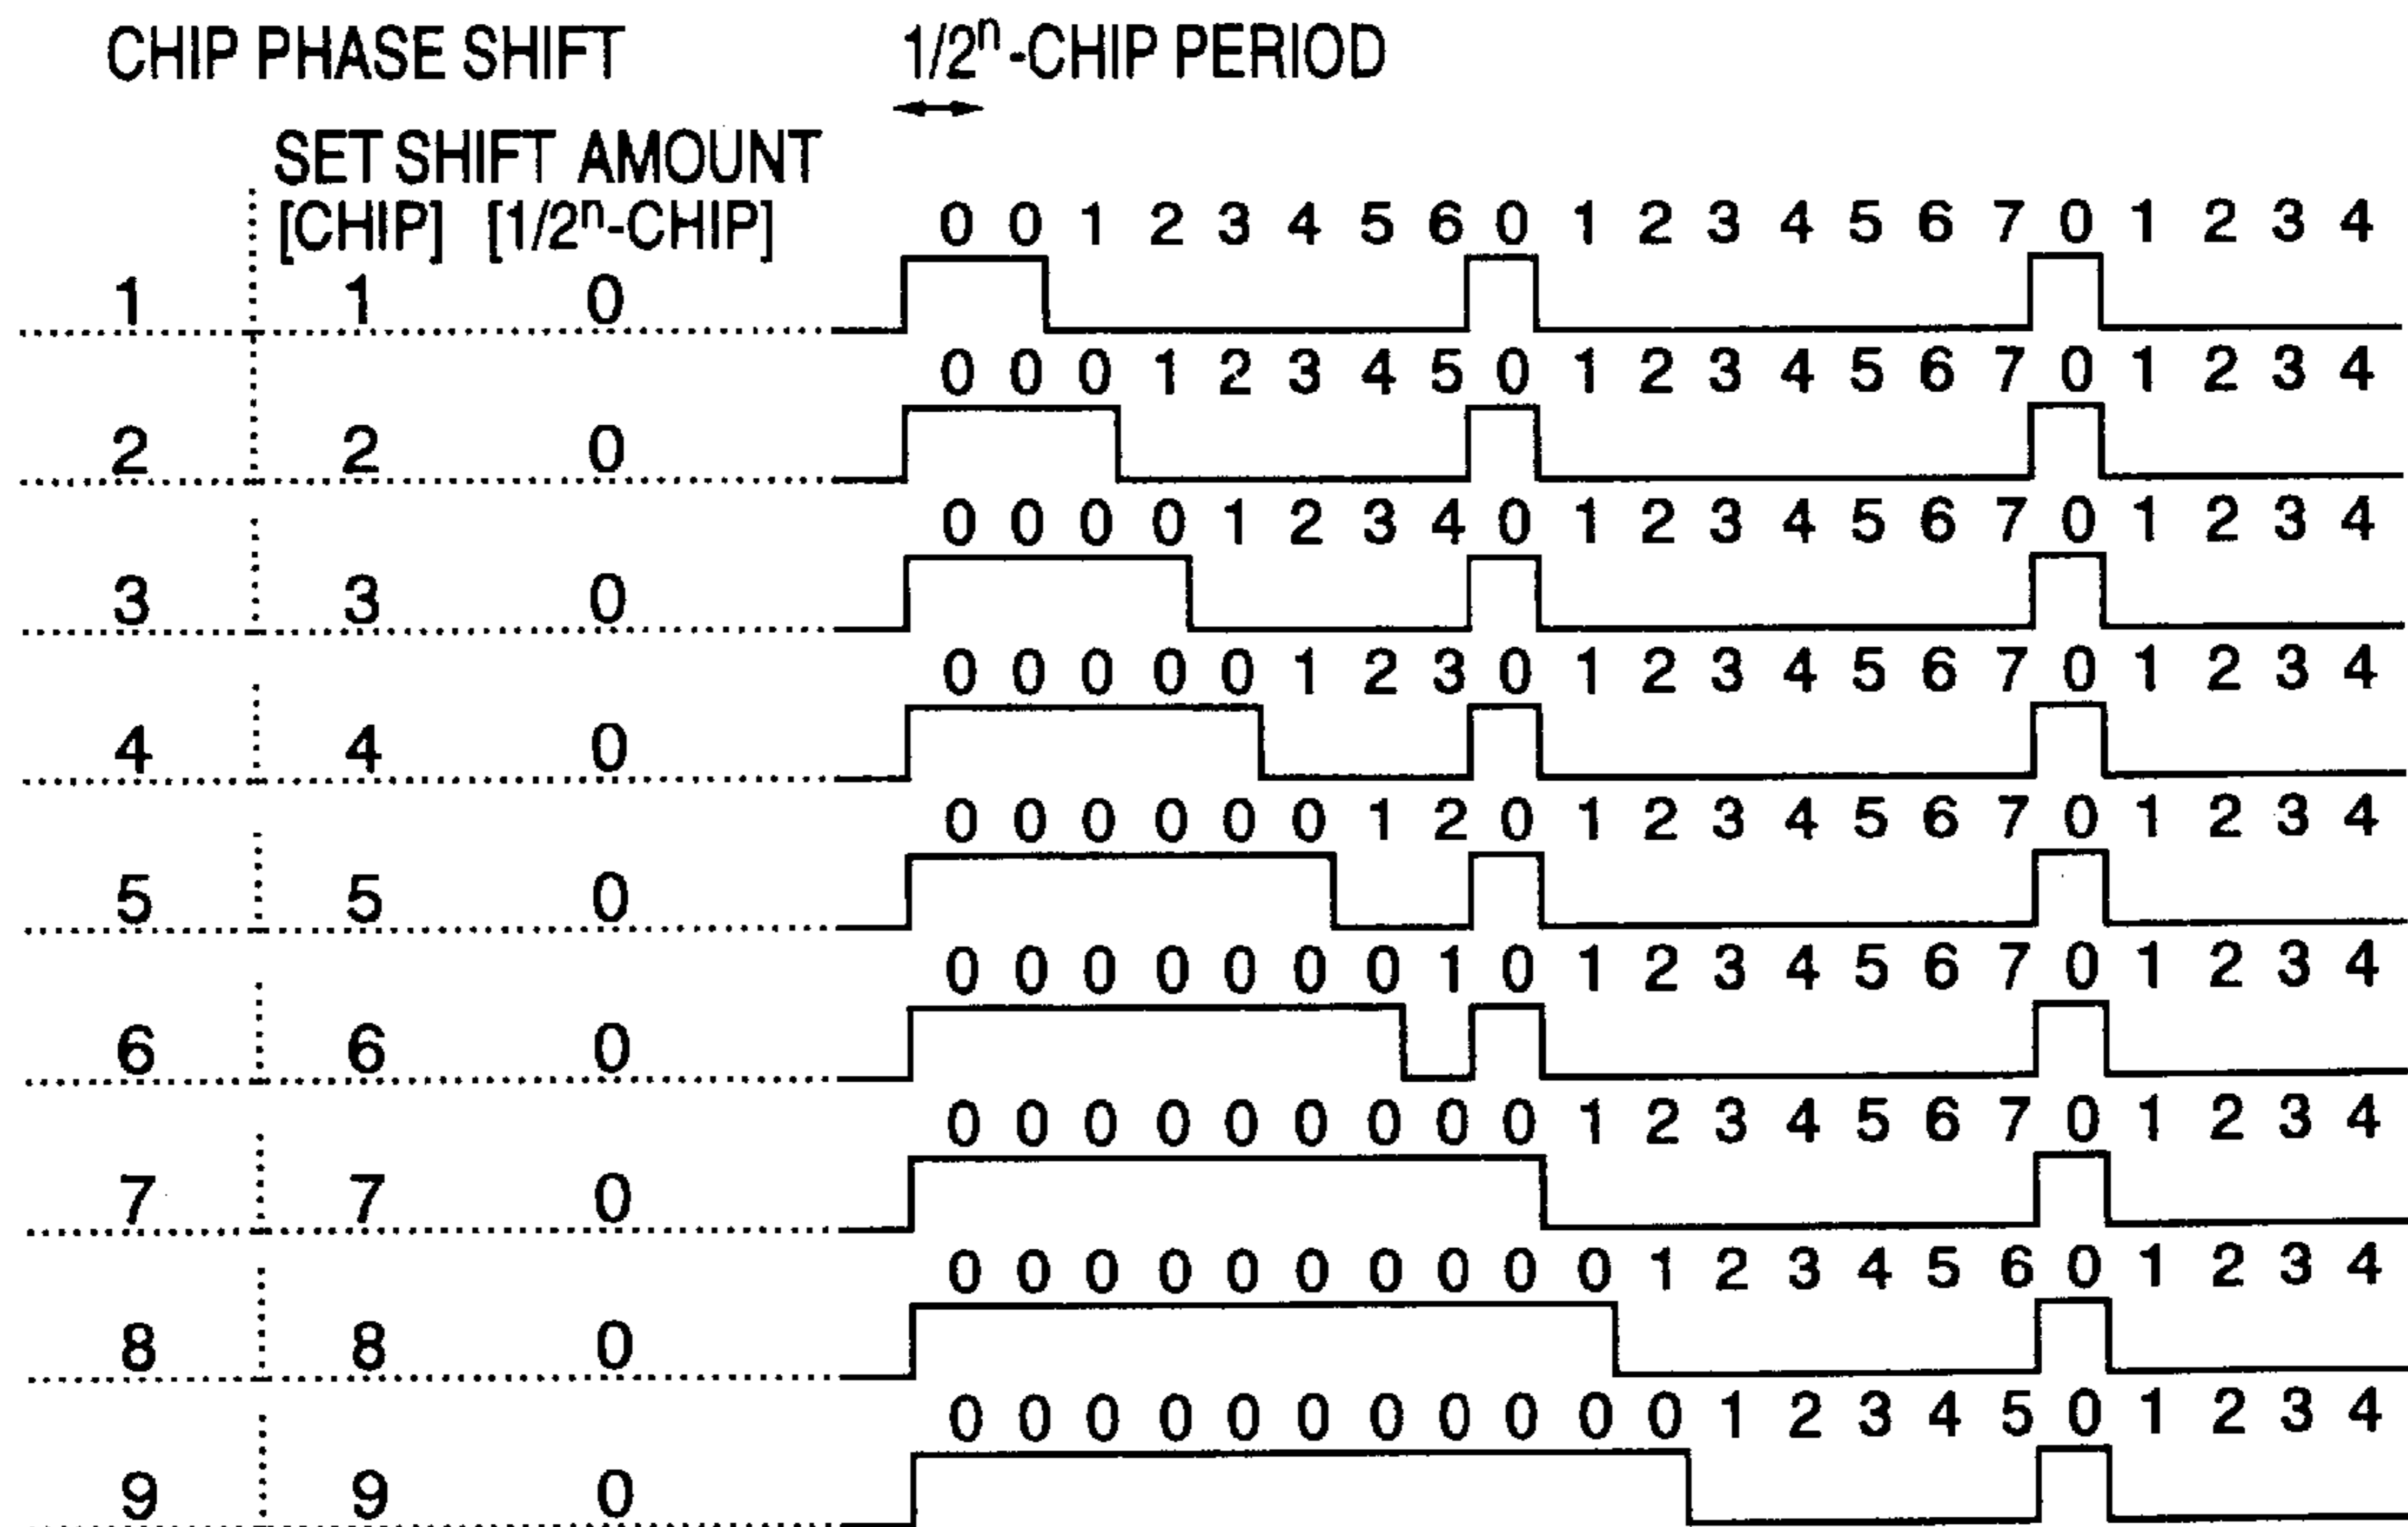 CHIP PHASE SHIFT 1/2ⁿ-CHIP PERIOD
SET SHIFT AMOUNT
[CHIP] [1/2ⁿ-CHIP] 0 0 1 2 3 4 5 6 0 1 2 3 4 5 6 7 0 1 2 3 4
1 1 0
0 0 0 1 2 3 4 5 0 1 2 3 4 5 6 7 0 1 2 3 4
2 2 0
0 0 0 0 1 2 3 4 0 1 2 3 4 5 6 7 0 1 2 3 4
3 3 0
0 0 0 0 0 1 2 3 0 1 2 3 4 5 6 7 0 1 2 3 4
4 4 0
0 0 0 0 0 0 1 2 0 1 2 3 4 5 6 7 0 1 2 3 4
5 5 0
0 0 0 0 0 0 0 1 0 1 2 3 4 5 6 7 0 1 2 3 4
6 6 0
0 0 0 0 0 0 0 0 0 1 2 3 4 5 6 7 0 1 2 3 4
7 7 0
0 0 0 0 0 0 0 0 0 0 1 2 3 4 5 6 0 1 2 3 4
8 8 0
0 0 0 0 0 0 0 0 0 0 0 1 2 3 4 5 0 1 2 3 4
9 9 0